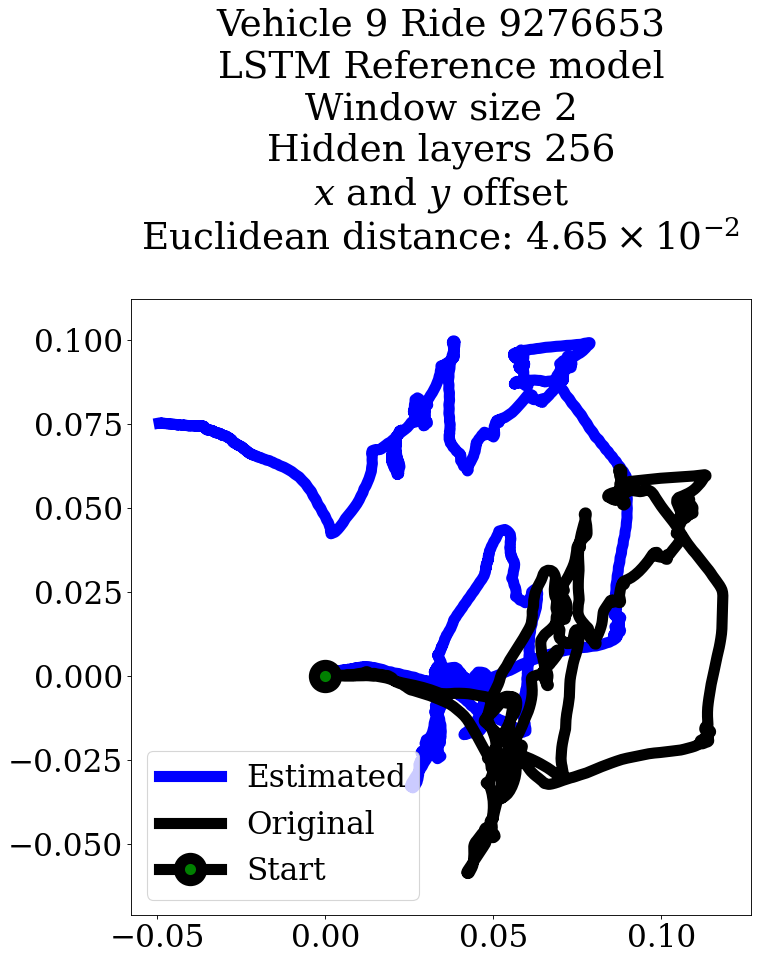 Vehicle 9 Ride 9276653
LSTM Reference model
Window size 2
Hidden layers 256
x and y offset
Euclidean distance: 4.65 × 10⁻²
0.100
0.075
0.050
0.025
0.000
−0.025
−0.050
Estimated
Original
Start
−0.05 0.00 0.05 0.10